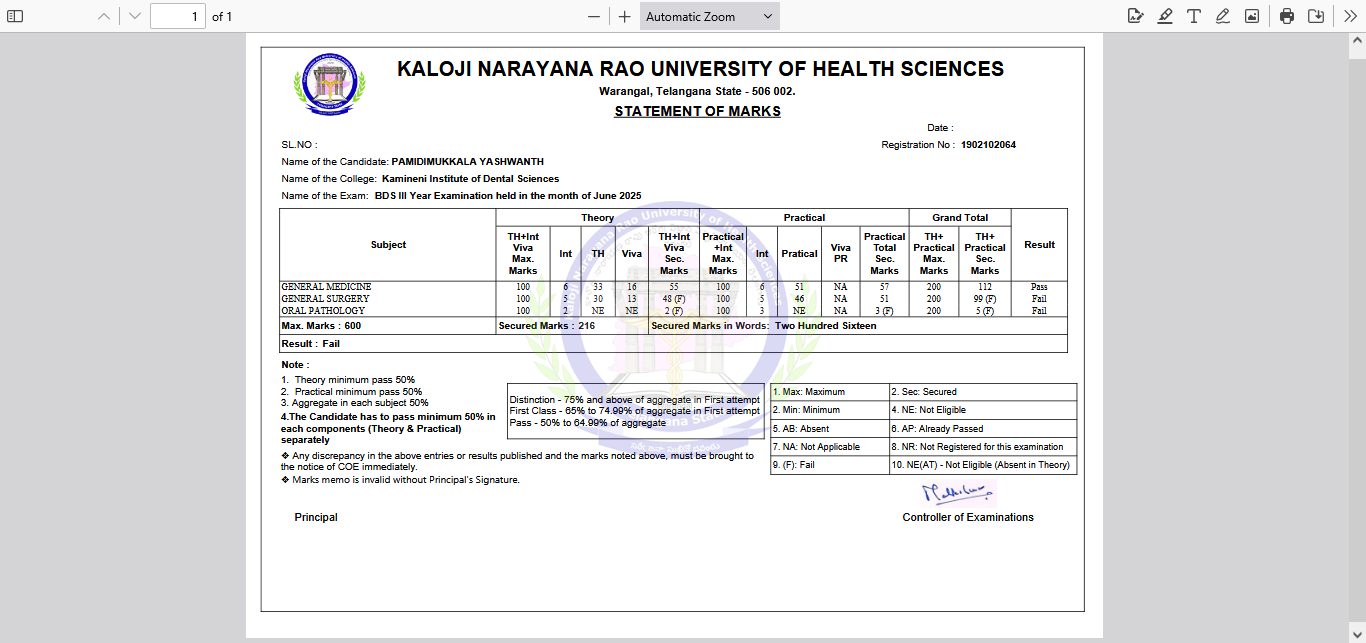 1 of 1 Automatic Zoom
KALOJI NARAYANA RAO UNIVERSITY OF HEALTH SCIENCES
Warangal, Telangana State - 506 002.
STATEMENT OF MARKS
Date :
SL.NO :
Registration No : 1902102064
Name of the Candidate: PAMIDIMUKKALA YASHWANTH
Name of the College: Kamineni Institute of Dental Sciences
Name of the Exam: BDS III Year Examination held in the month of June 2025
Subject Theory Practical Grand Total Result
TH+Int Viva Max. Marks Int TH Viva TH+Int Viva Sec. Marks Practical +Int Max. Marks Int Pratical Viva PR Practical Total Sec. Marks TH+ Practical Max. Marks TH+ Practical Sec. Marks
GENERAL MEDICINE 100 6 33 16 55 100 6 51 NA 57 200 112 Pass
GENERAL SURGERY 100 5 30 13 48 (F) 100 5 46 NA 51 200 99 (F) Fail
ORAL PATHOLOGY 100 2 NE NE 2 (F) 100 3 NE NA 3 (F) 200 5 (F) Fail
Max. Marks : 600 Secured Marks : 216 Secured Marks in Words: Two Hundred Sixteen
Result : Fail
Note :
1. Theory minimum pass 50%
2. Practical minimum pass 50%
3. Aggregate in each subject 50%
4.The Candidate has to pass minimum 50% in
each components (Theory & Practical)
separately
❖ Any discrepancy in the above entries or results published and the marks noted above, must be brought to
the notice of COE immediately.
❖ Marks memo is invalid without Principal's Signature.
Distinction - 75% and above of aggregate in First attempt
First Class - 65% to 74.99% of aggregate in First attempt
Pass - 50% to 64.99% of aggregate
1. Max: Maximum 2. Sec: Secured
2. Min: Minimum 4. NE: Not Eligible
5. AB: Absent 6. AP: Already Passed
7. NA: Not Applicable 8. NR: Not Registered for this examination
9. (F): Fail 10. NE(AT) - Not Eligible (Absent in Theory)
Principal
Controller of Examinations